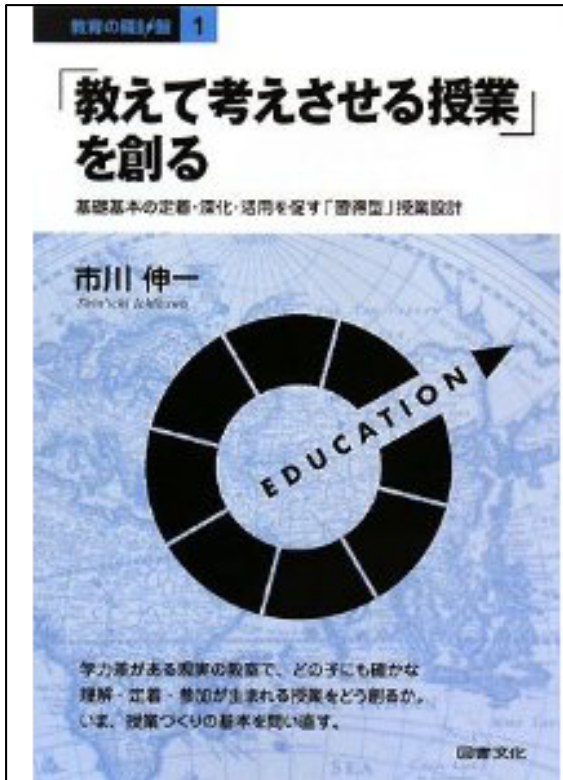 教育の羅針盤 1
「教えて考えさせる授業」
を創る
基礎基本の定着・深化・活用を促す「習得型」授業設計
市川 伸一
Shin'ichi Ichikawa
EDUCATION
学力差がある現実の教室で、どの子にも確かな
理解・定着・参加が生まれる授業をどう創るか。
いま、授業づくりの基本を問い直す。
図書文化